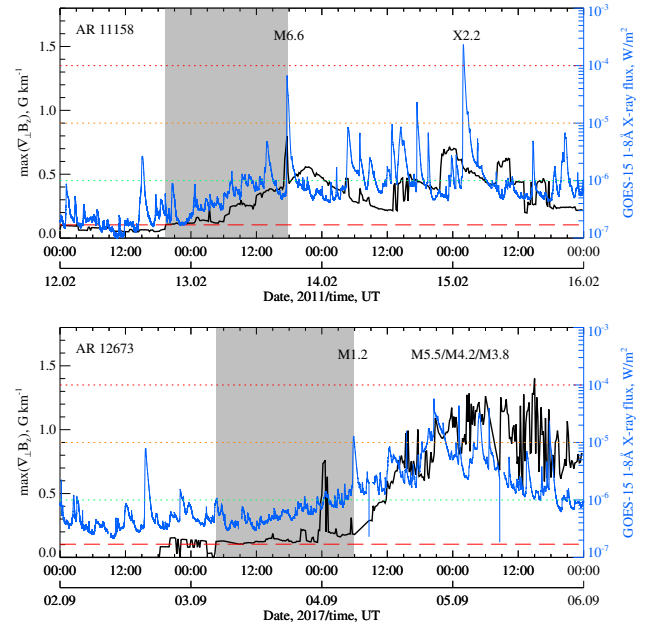 AR 11158
M6.6
X2.2
max(∇⊥Bz), G km⁻¹
1.5
1.0
0.5
0.0
10⁻³
10⁻⁴
10⁻⁵
10⁻⁶
10⁻⁷
GOES-15 1-8Å X-ray flux, W/m²
00:00 12:00 00:00 12:00 00:00 12:00 00:00 12:00 00:00
12.02 13.02 14.02 15.02 16.02
Date, 2011/time, UT
AR 12673
M1.2
M5.5/M4.2/M3.8
max(∇⊥Bz), G km⁻¹
1.5
1.0
0.5
0.0
10⁻³
10⁻⁴
10⁻⁵
10⁻⁶
10⁻⁷
GOES-15 1-8Å X-ray flux, W/m²
00:00 12:00 00:00 12:00 00:00 12:00 00:00 12:00 00:00
02.09 03.09 04.09 05.09 06.09
Date, 2017/time, UT